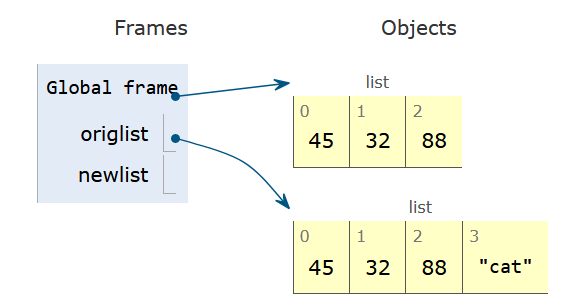 Frames Objects
Global frame
origlist
newlist
list
0 1 2
45 32 88
list
0 1 2 3
45 32 88 "cat"